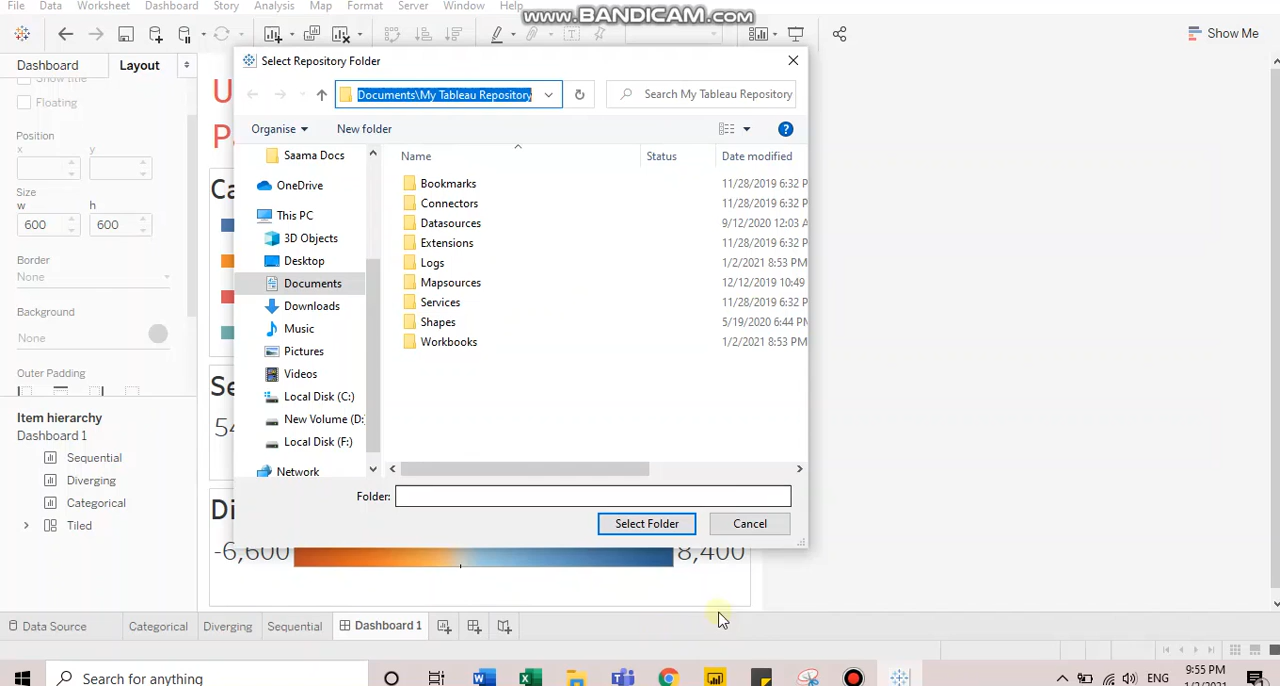 File Data Worksheet Dashboard Story Analysis Map Format Server Window Help
www.BANDICAM.com
Show Me
Dashboard Layout
Show title
Floating
Position
x y
Size
w h
600 600
Border
None
Background
None
Outer Padding
Item hierarchy
Dashboard 1
Sequential
Diverging
Categorical
Tiled
U
P
Ca
Se
54
Di
-6,600 8,400
Select Repository Folder
Documents\My Tableau Repository
Search My Tableau Repository
Organise New folder
Saama Docs
OneDrive
This PC
3D Objects
Desktop
Documents
Downloads
Music
Pictures
Videos
Local Disk (C:)
New Volume (D:
Local Disk (F:)
Network
Name Status Date modified
Bookmarks 11/28/2019 6:32 P
Connectors 11/28/2019 6:32 P
Datasources 9/12/2020 12:03 A
Extensions 11/28/2019 6:32 P
Logs 1/2/2021 8:53 PM
Mapsources 12/12/2019 10:49
Services 11/28/2019 6:32 P
Shapes 5/19/2020 6:44 PM
Workbooks 1/2/2021 8:53 PM
Folder:
Select Folder Cancel
Data Source Categorical Diverging Sequential Dashboard 1
Search for anything
ENG
9:55 PM